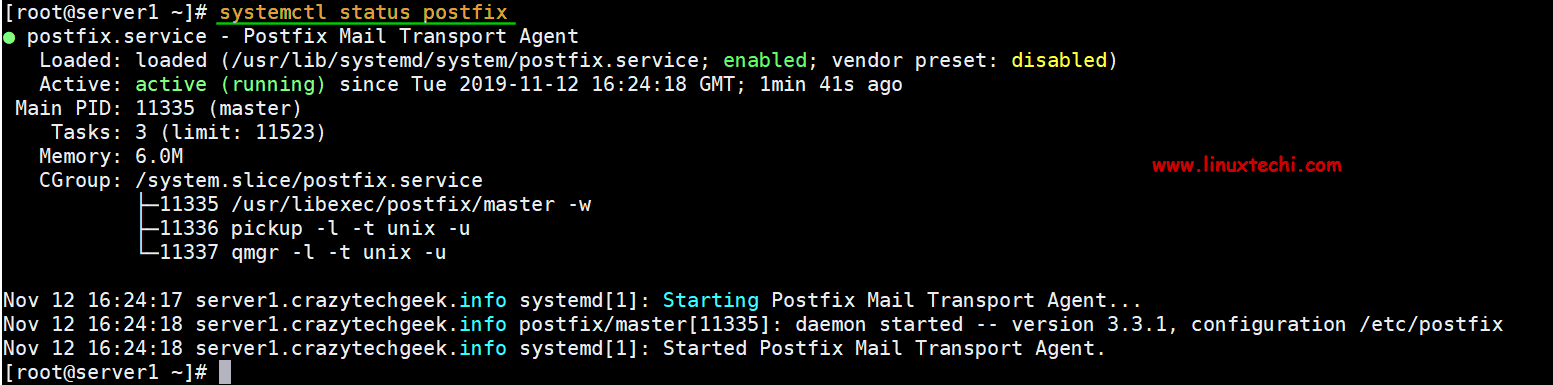 [root@server1 ~]# systemctl status postfix
● postfix.service - Postfix Mail Transport Agent
   Loaded: loaded (/usr/lib/systemd/system/postfix.service; enabled; vendor preset: disabled)
   Active: active (running) since Tue 2019-11-12 16:24:18 GMT; 1min 41s ago
 Main PID: 11335 (master)
    Tasks: 3 (limit: 11523)
   Memory: 6.0M
www.linuxtechi.com
   CGroup: /system.slice/postfix.service
           ├─11335 /usr/libexec/postfix/master -w
           ├─11336 pickup -l -t unix -u
           └─11337 qmgr -l -t unix -u
Nov 12 16:24:17 server1.crazytechgeek.info systemd[1]: Starting Postfix Mail Transport Agent...
Nov 12 16:24:18 server1.crazytechgeek.info postfix/master[11335]: daemon started -- version 3.3.1, configuration /etc/postfix
Nov 12 16:24:18 server1.crazytechgeek.info systemd[1]: Started Postfix Mail Transport Agent.
[root@server1 ~]#